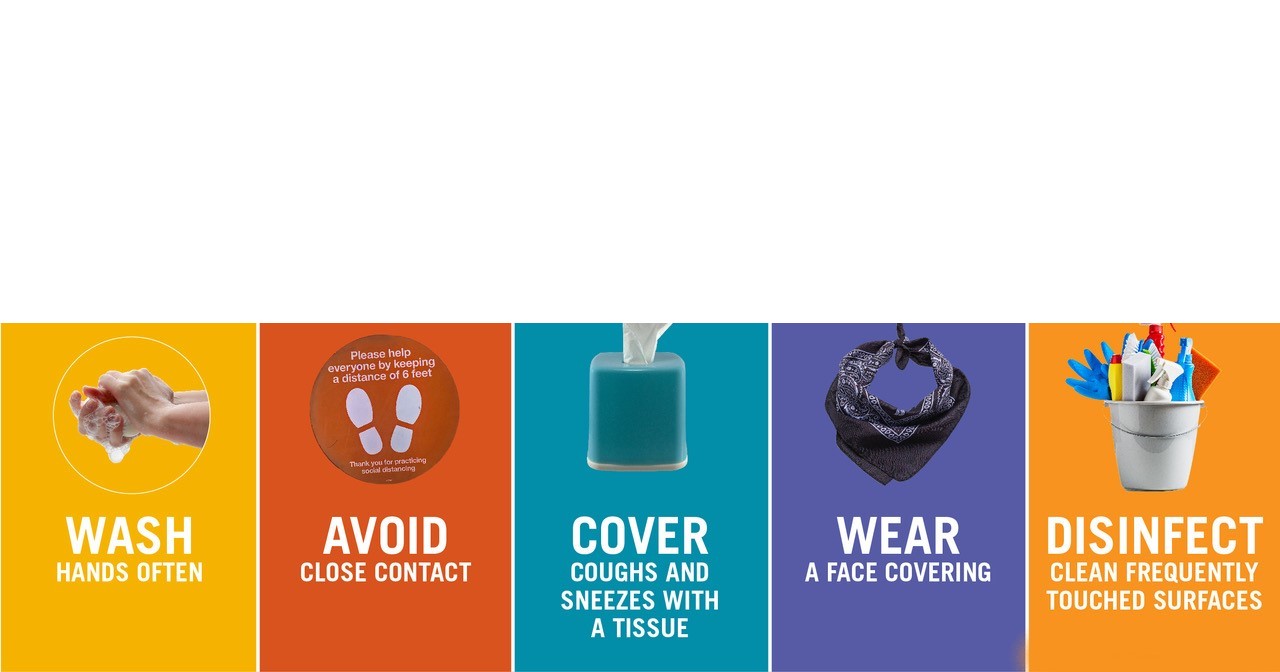 Please help
everyone by keeping
a distance of 6 feet
Thank you for practicing
social distancing
WASH
HANDS OFTEN
AVOID
CLOSE CONTACT
COVER
COUGHS AND
SNEEZES WITH
A TISSUE
WEAR
A FACE COVERING
DISINFECT
CLEAN FREQUENTLY
TOUCHED SURFACES